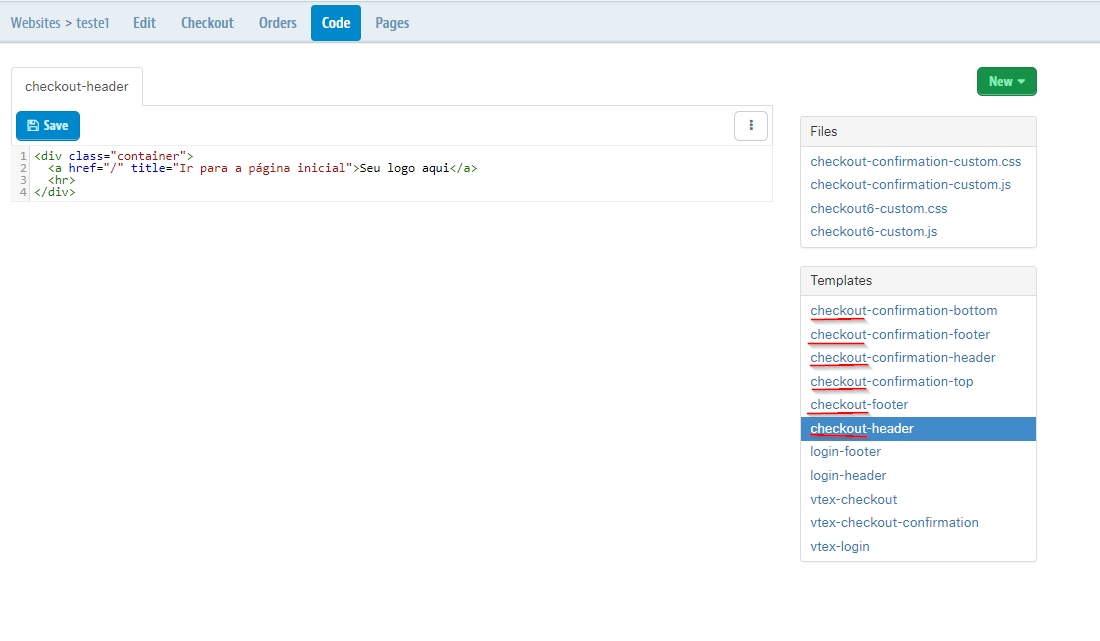 Websites > teste1 Edit Checkout Orders Code Pages
checkout-header
New
Save
1 <div class="container">
2 <a href="/" title="Ir para a página inicial">Seu logo aqui</a>
3 <hr>
4 </div>
Files
checkout-confirmation-custom.css
checkout-confirmation-custom.js
checkout6-custom.css
checkout6-custom.js
Templates
checkout-confirmation-bottom
checkout-confirmation-footer
checkout-confirmation-header
checkout-confirmation-top
checkout-footer
checkout-header
login-footer
login-header
vtex-checkout
vtex-checkout-confirmation
vtex-login